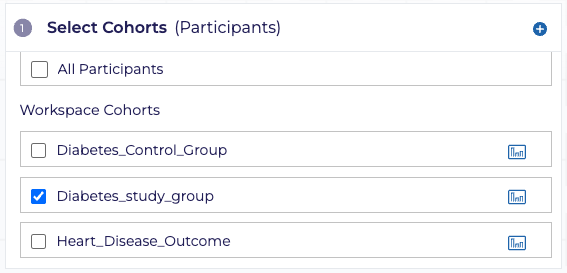 1 Select Cohorts (Participants)
All Participants
Workspace Cohorts
Diabetes_Control_Group
Diabetes_study_group
Heart_Disease_Outcome